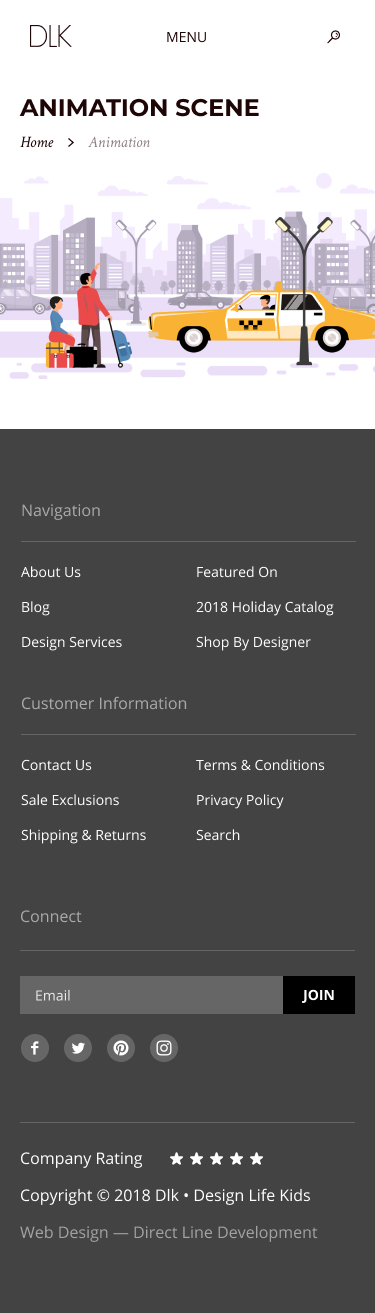 DLK MENU
ANIMATION SCENE
Home > Animation
Navigation
About Us Featured On
Blog 2018 Holiday Catalog
Design Services Shop By Designer
Customer Information
Contact Us Terms & Conditions
Sale Exclusions Privacy Policy
Shipping & Returns Search
Connect
Email JOIN
Company Rating ★ ★ ★ ★ ★
Copyright © 2018 Dlk • Design Life Kids
Web Design — Direct Line Development